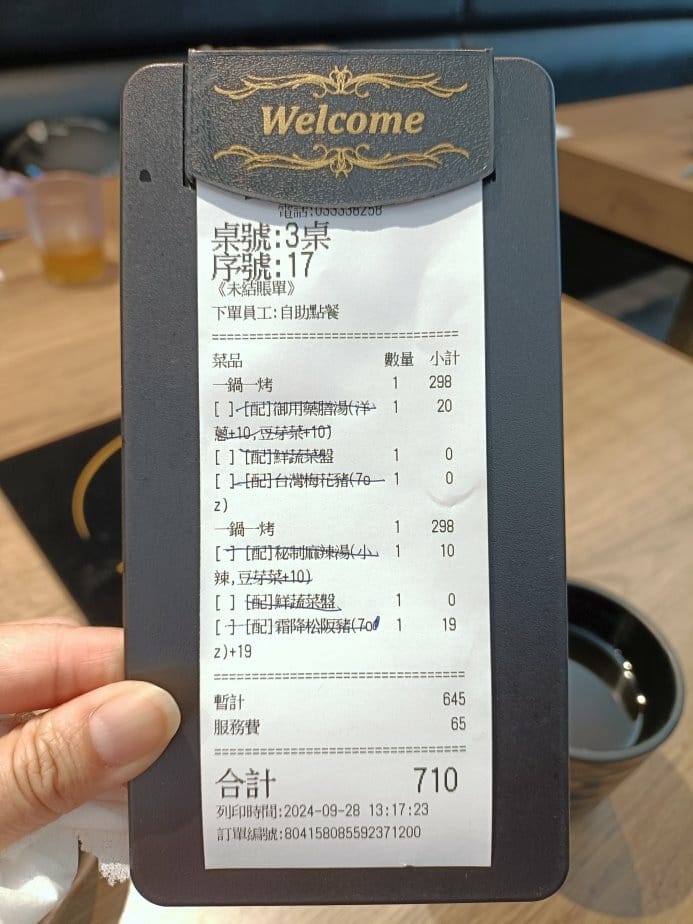 Welcome
電話:033338258
桌號:3桌
序號:17
《未結賬單》
下單員工:自助點餐
==================================
菜品 數量 小計
一鍋一烤 1 298
[ ] [配]御用藥膳湯(洋 1 20
蔥+10,豆芽菜+10)
[ ] [配]鮮蔬菜盤 1 0
[ ] [配]台灣梅花豬(7o 1 0
z)
一鍋一烤 1 298
[ ] [配]秘制麻辣湯(小 1 10
辣,豆芽菜+10)
[ ] [配]鮮蔬菜盤 1 0
[ ] [配]霜降松阪豬(7o 1 19
z)+19
==================================
暫計 645
服務費 65
==================================
合計 710
列印時間:2024-09-28 13:17:23
訂單編號:804158085592371200